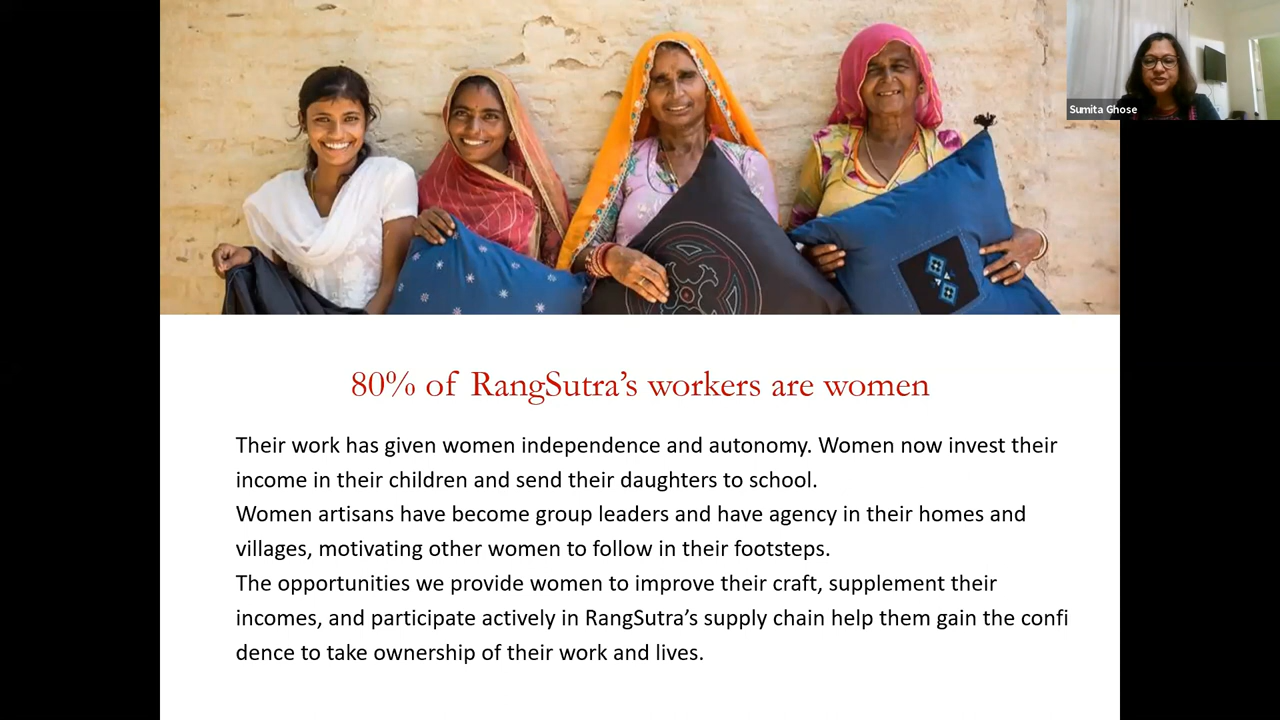 Sumita Ghose
80% of RangSutra's workers are women
Their work has given women independence and autonomy. Women now invest their
income in their children and send their daughters to school.
Women artisans have become group leaders and have agency in their homes and
villages, motivating other women to follow in their footsteps.
The opportunities we provide women to improve their craft, supplement their
incomes, and participate actively in RangSutra's supply chain help them gain the confi
dence to take ownership of their work and lives.